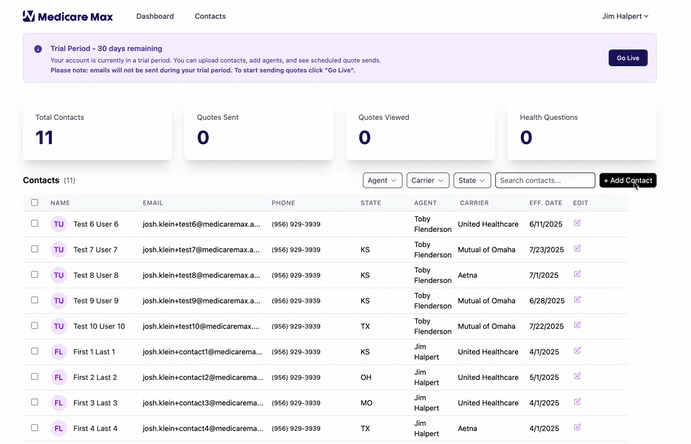 Medicare Max
Dashboard
Contacts
Jim Halpert
Trial Period - 30 days remaining
Your account is currently in a trial period. You can upload contacts, add agents, and see scheduled quote sends.
Please note: emails will not be sent during your trial period. To start sending quotes click "Go Live".
Go Live
Total Contacts
11
Quotes Sent
0
Quotes Viewed
0
Health Questions
0
Contacts (11)
Agent
Carrier
State
Search contacts...
+ Add Contact
NAME EMAIL PHONE STATE AGENT CARRIER EFF. DATE EDIT
TU Test 6 User 6 josh.klein+test6@medicaremax.a... (956) 929-3939 Toby Flenderson United Healthcare 6/11/2025
TU Test 7 User 7 josh.klein+test7@medicaremax.a... (956) 929-3939 KS Toby Flenderson Mutual of Omaha 7/23/2025
TU Test 8 User 8 josh.klein+test8@medicaremax.a... (956) 929-3939 KS Toby Flenderson Aetna 7/1/2025
TU Test 9 User 9 josh.klein+test9@medicaremax.a... (956) 929-3939 KS Toby Flenderson Mutual of Omaha 6/28/2025
TU Test 10 User 10 josh.klein+test10@medicaremax.... (956) 929-3939 TX Toby Flenderson Mutual of Omaha 7/22/2025
FL First 1 Last 1 josh.klein+contact1@medicarema... (956) 929-3939 KS Jim Halpert United Healthcare 4/1/2025
FL First 2 Last 2 josh.klein+contact2@medicarema... (956) 929-3939 OH Jim Halpert United Healthcare 5/1/2025
FL First 3 Last 3 josh.klein+contact3@medicarema... (956) 929-3939 MO Jim Halpert United Healthcare 4/1/2025
FL First 4 Last 4 josh.klein+contact4@medicarema... (956) 929-3939 TX Jim Halpert Aetna 4/1/2025